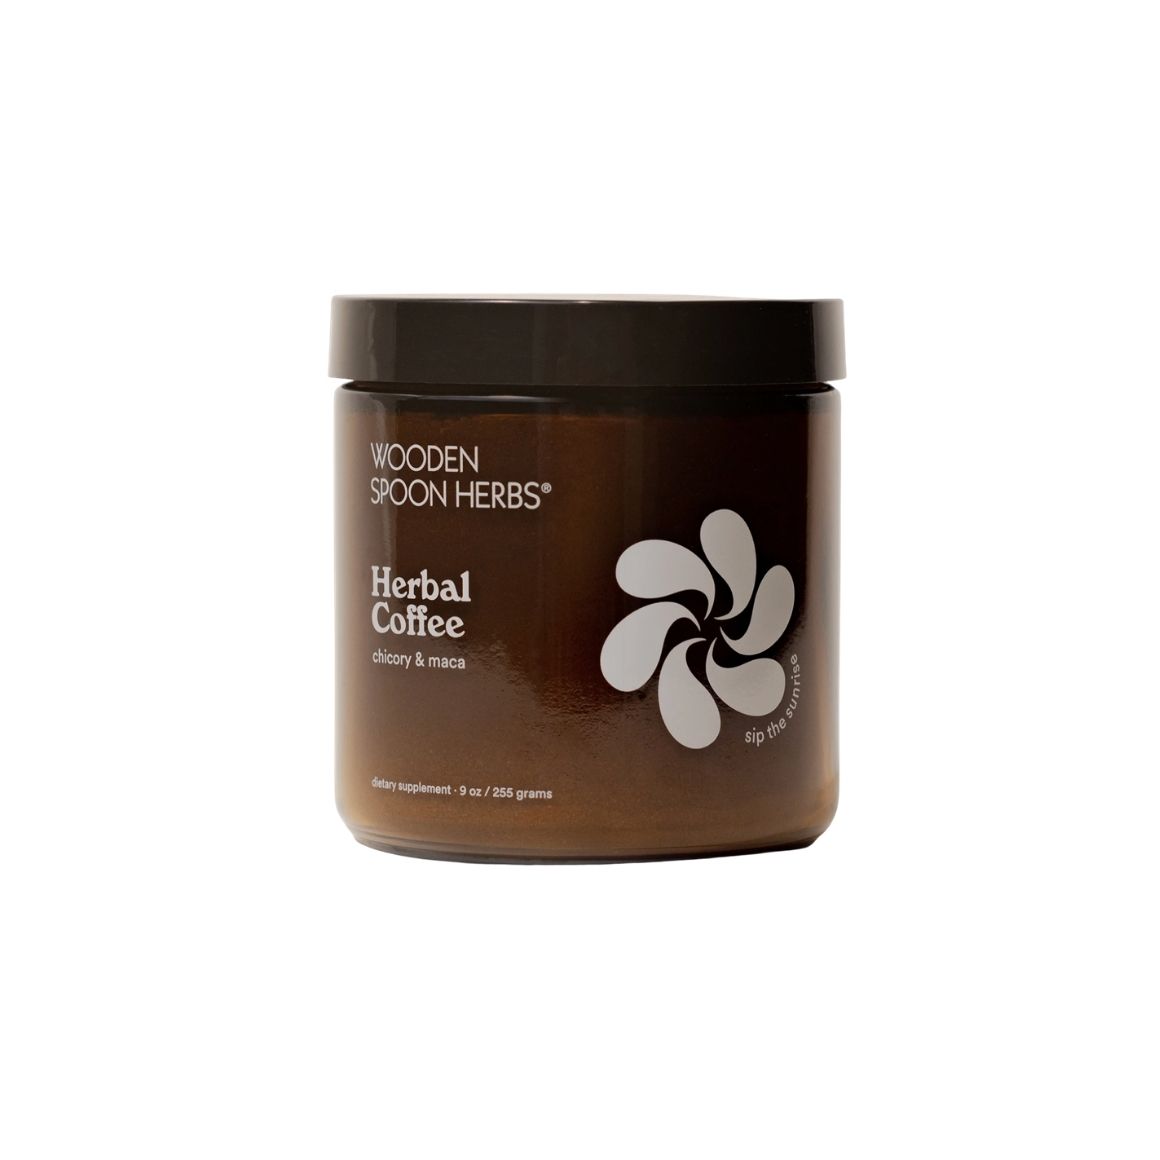 WOODEN
SPOON HERBS®
Herbal
Coffee
chicory & maca
sip the sunrise
dietary supplement · 9 oz / 255 grams